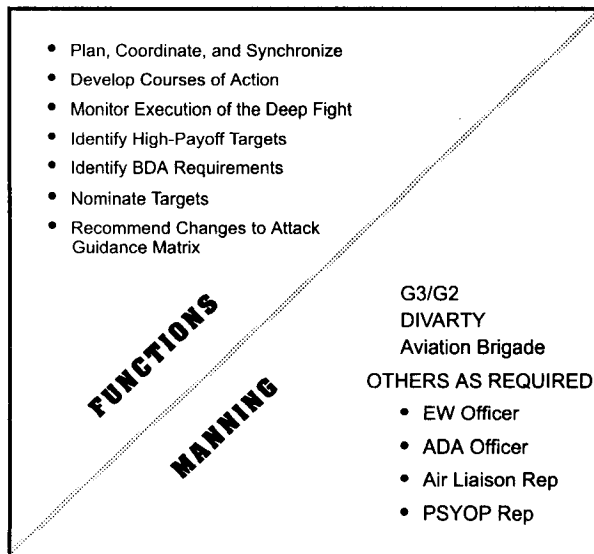 • Plan, Coordinate, and Synchronize
• Develop Courses of Action
• Monitor Execution of the Deep Fight
• Identify High-Payoff Targets
• Identify BDA Requirements
• Nominate Targets
• Recommend Changes to Attack
Guidance Matrix
FUNCTIONS
MANNING
G3/G2
DIVARTY
Aviation Brigade
OTHERS AS REQUIRED
• EW Officer
• ADA Officer
• Air Liaison Rep
• PSYOP Rep